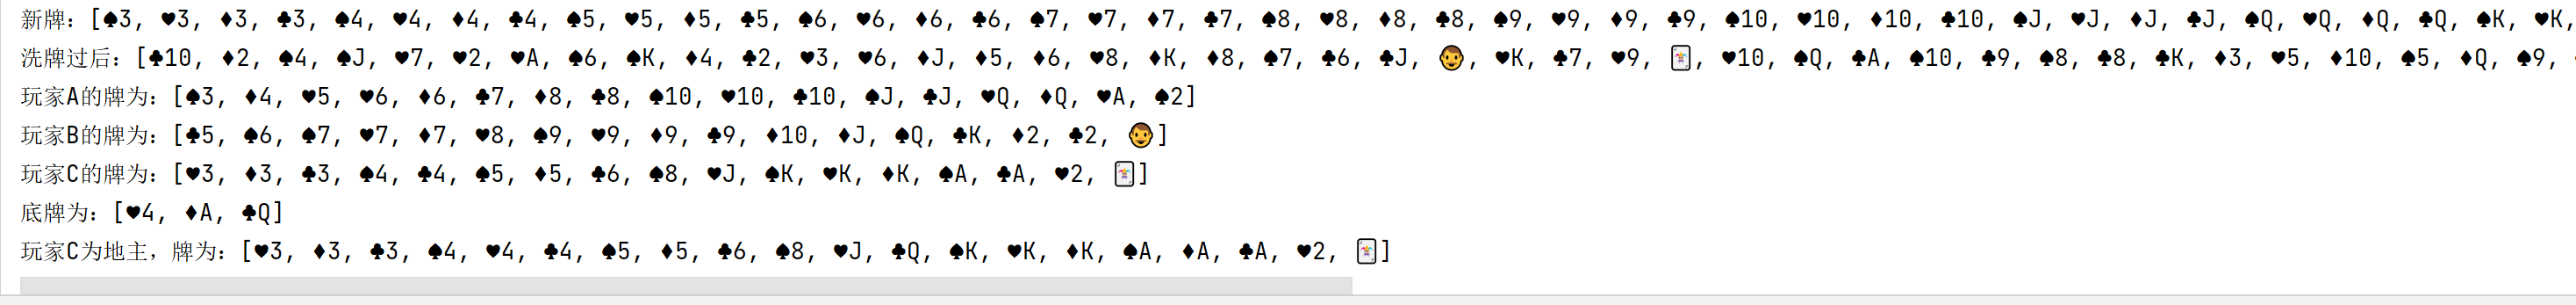 新牌：[♠3, ♥3, ♦3, ♣3, ♠4, ♥4, ♦4, ♣4, ♠5, ♥5, ♦5, ♣5, ♠6, ♥6, ♦6, ♣6, ♠7, ♥7, ♦7, ♣7, ♠8, ♥8, ♦8, ♣8, ♠9, ♥9, ♦9, ♣9, ♠10, ♥10, ♦10, ♣10, ♠J, ♥J, ♦J, ♣J, ♠Q, ♥Q, ♦Q, ♣Q, ♠K, ♥K,
洗牌过后：[♣10, ♦2, ♠4, ♠J, ♥7, ♥2, ♥A, ♠6, ♠K, ♦4, ♣2, ♥3, ♥6, ♦J, ♦5, ♦6, ♥8, ♦K, ♦8, ♠7, ♣6, ♣J, 👨, ♥K, ♣7, ♥9, 🃏, ♥10, ♠Q, ♣A, ♠10, ♣9, ♠8, ♣8, ♣K, ♦3, ♥5, ♦10, ♠5, ♦Q, ♠9,
玩家A的牌为：[♠3, ♦4, ♥5, ♥6, ♦6, ♣7, ♦8, ♣8, ♠10, ♥10, ♣10, ♠J, ♣J, ♥Q, ♦Q, ♥A, ♠2]
玩家B的牌为：[♣5, ♠6, ♠7, ♥7, ♦7, ♥8, ♠9, ♥9, ♦9, ♣9, ♦10, ♦J, ♠Q, ♣K, ♦2, ♣2, 👨]
玩家C的牌为：[♥3, ♦3, ♣3, ♠4, ♣4, ♠5, ♦5, ♣6, ♠8, ♥J, ♠K, ♥K, ♦K, ♠A, ♣A, ♥2, 🃏]
底牌为：[♥4, ♦A, ♣Q]
玩家C为地主，牌为：[♥3, ♦3, ♣3, ♠4, ♥4, ♣4, ♠5, ♦5, ♣6, ♠8, ♥J, ♣Q, ♠K, ♥K, ♦K, ♠A, ♦A, ♣A, ♥2, 🃏]